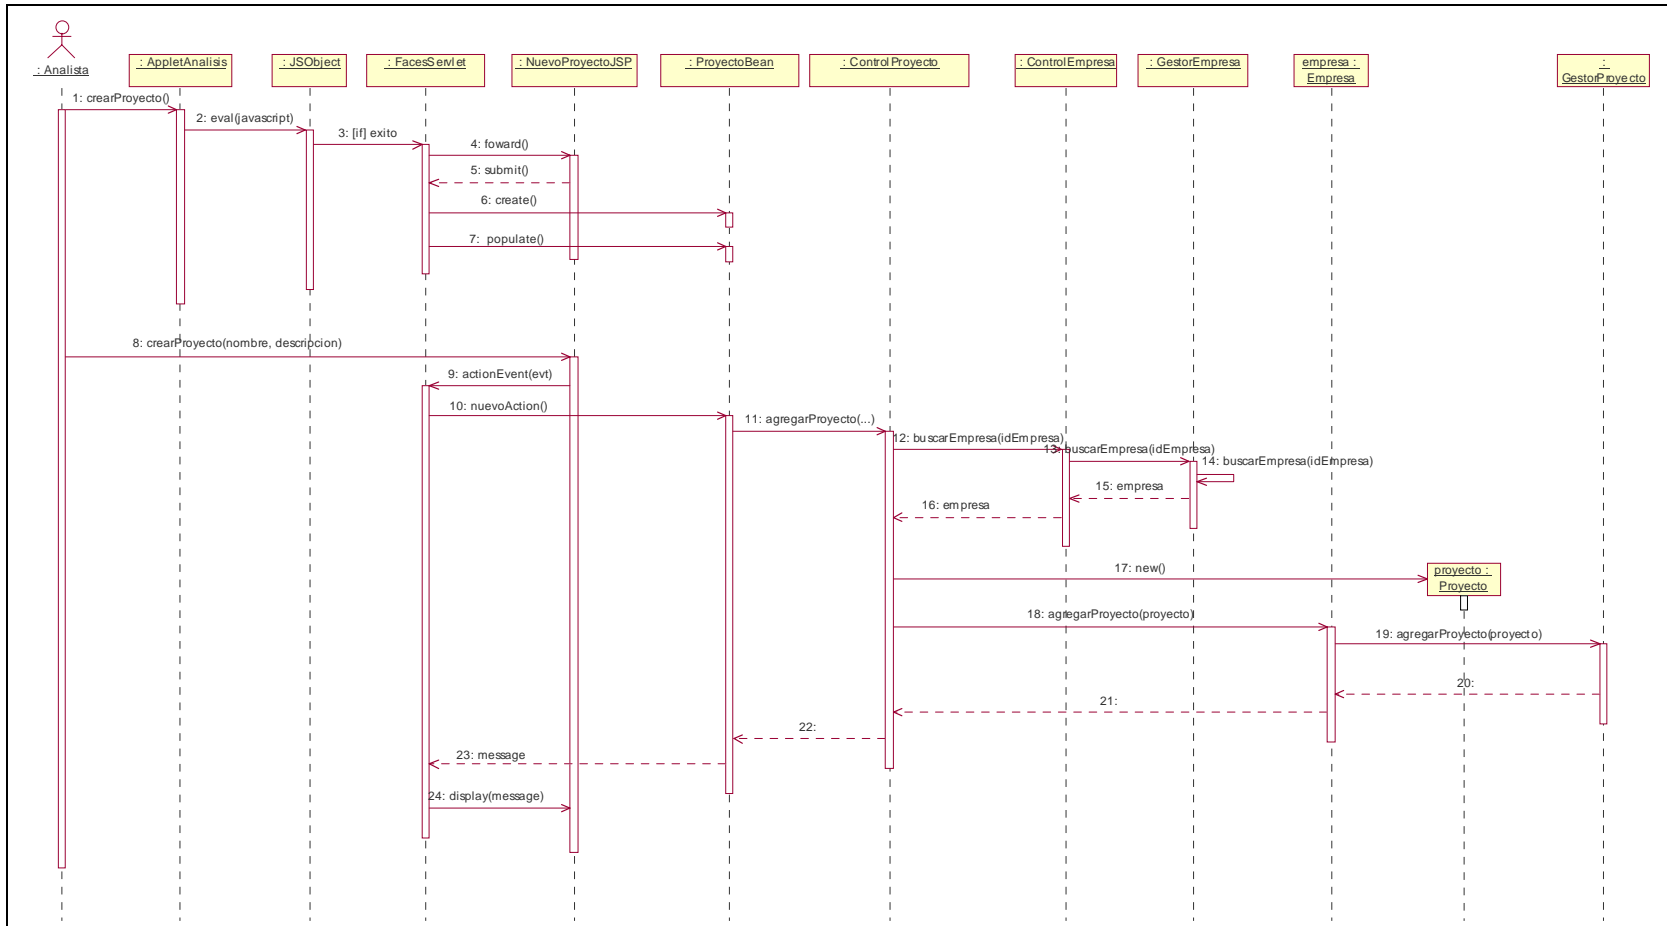 : Analista
: AppletAnalisis
: JSObject
: FacesServlet
: NuevoProyectoJSP
: ProyectoBean
: ControlProyecto
: ControlEmpresa
: GestorEmpresa
empresa :
Empresa
:
GestorProyecto
1: crearProyecto()
2: eval(javascript)
3: [if] exito
4: foward()
5: submit()
6: create()
7: populate()
8: crearProyecto(nombre, descripcion)
9: actionEvent(evt)
10: nuevoAction()
11: agregarProyecto(...)
12: buscarEmpresa(idEmpresa)
13: buscarEmpresa(idEmpresa)
14: buscarEmpresa(idEmpresa)
15: empresa
16: empresa
17: new()
proyecto :
Proyecto
18: agregarProyecto(proyecto)
19: agregarProyecto(proyecto)
20:
21:
22:
23: message
24: display(message)